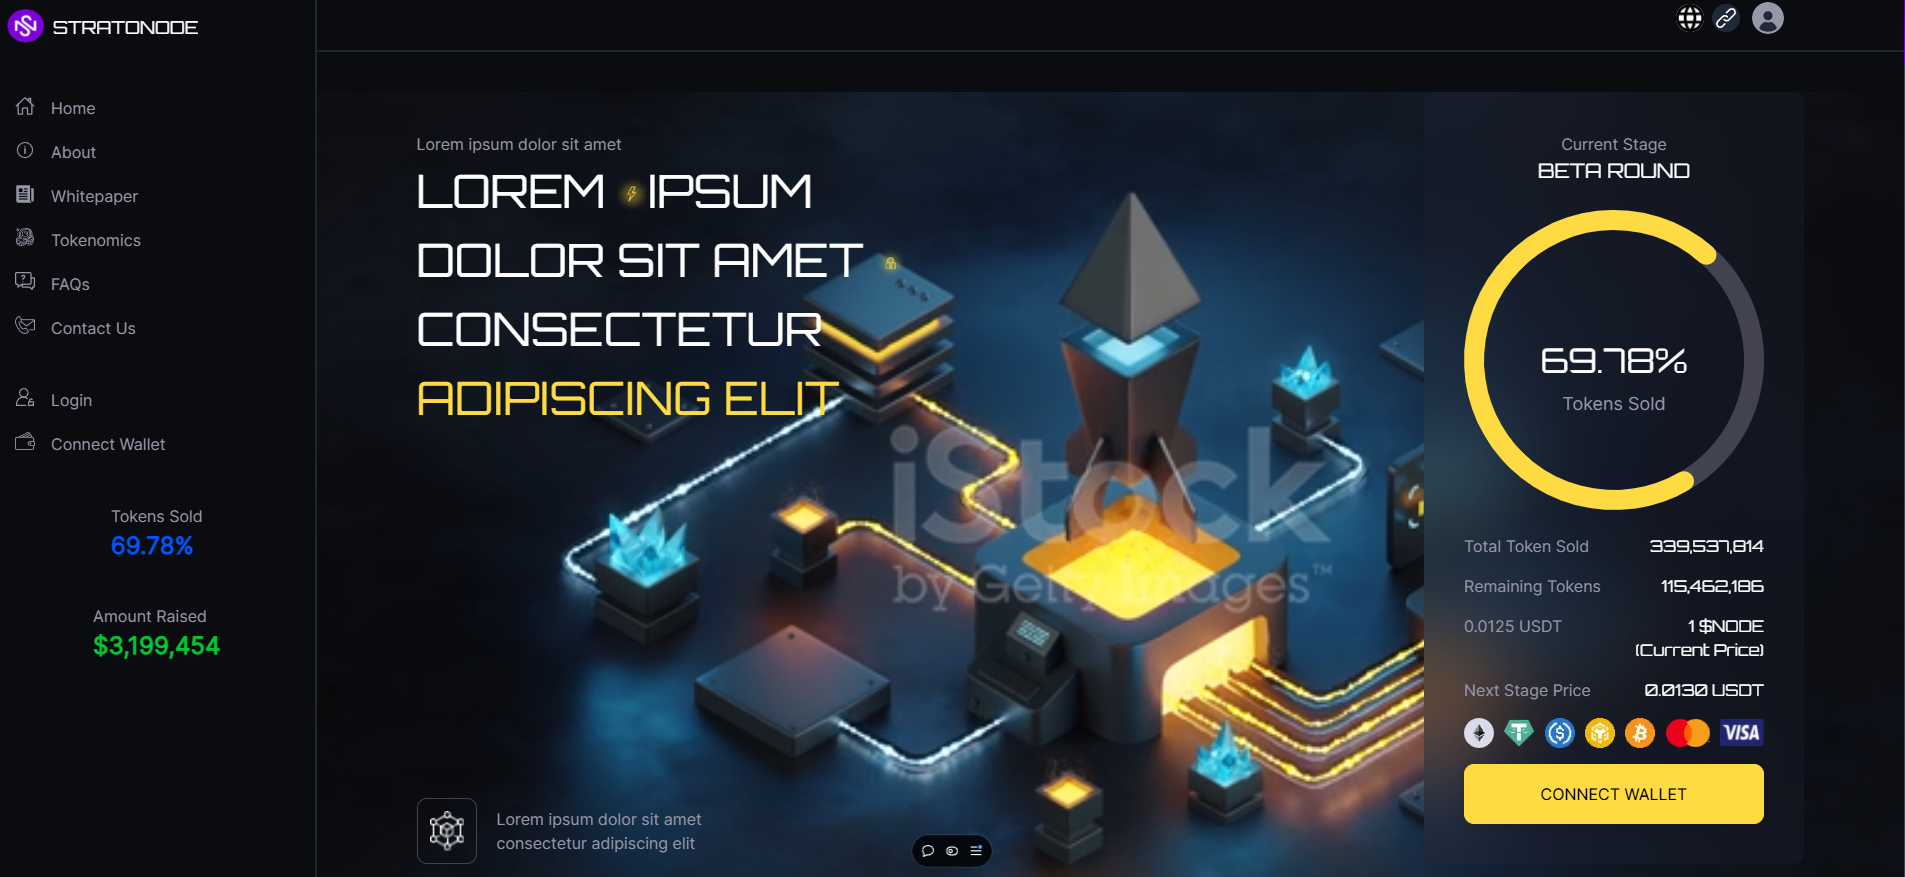 STRATONODE
Home
About
Whitepaper
Tokenomics
FAQs
Contact Us
Login
Connect Wallet
Tokens Sold
69.78%
Amount Raised
$3,199,454
Lorem ipsum dolor sit amet
LOREM IPSUM
DOLOR SIT AMET
CONSECTETUR
ADIPISCING ELIT
iStock
by Getty Images™
Lorem ipsum dolor sit amet
consectetur adipiscing elit
Current Stage
BETA ROUND
69.78%
Tokens Sold
Total Token Sold 339,537,814
Remaining Tokens 115,462,186
0.0125 USDT 1 $NODE
(Current Price)
Next Stage Price 0.0130 USDT
VISA
CONNECT WALLET